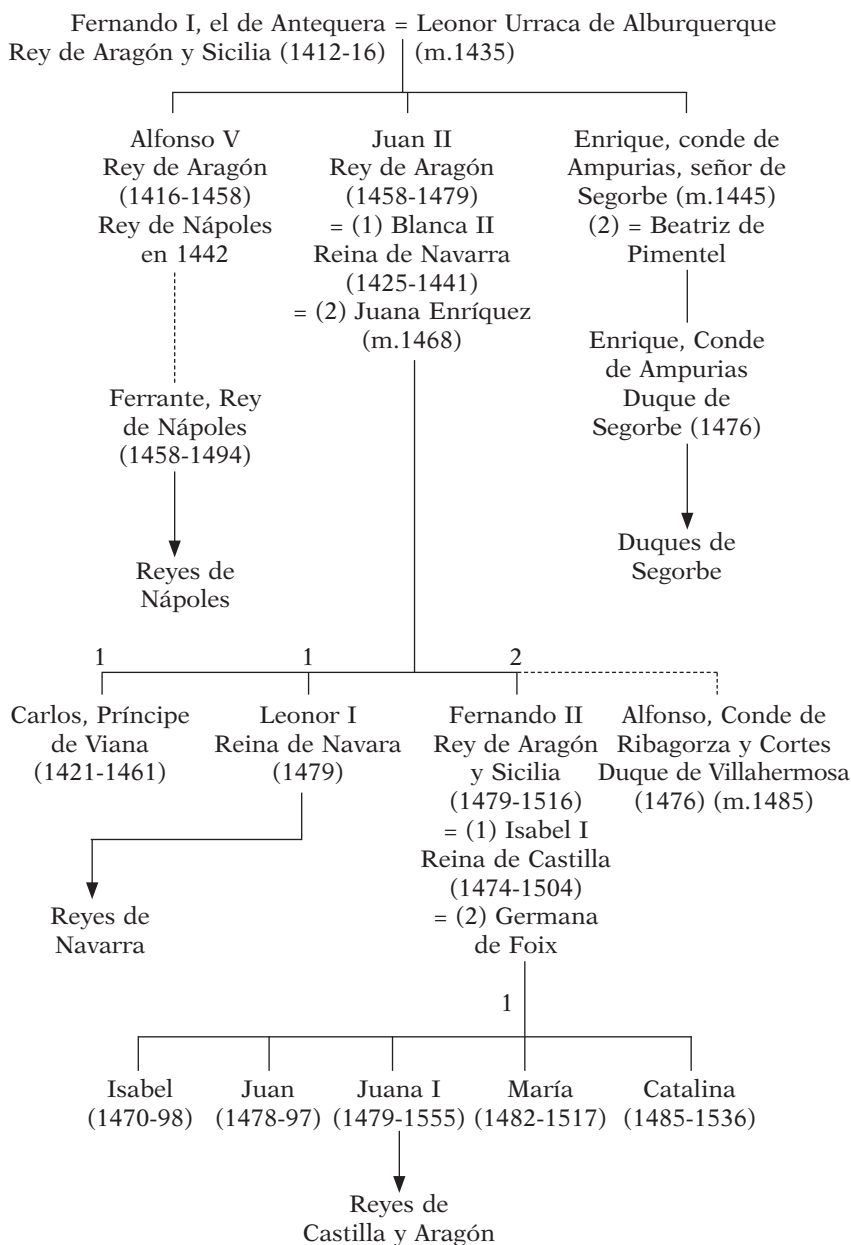 Fernando I, el de Antequera = Leonor Urraca de Alburquerque
Rey de Aragón y Sicilia (1412-16) (m.1435)
Alfonso V
Rey de Aragón
(1416-1458)
Rey de Nápoles
en 1442
Juan II
Rey de Aragón
(1458-1479)
= (1) Blanca II
Reina de Navarra
(1425-1441)
= (2) Juana Enríquez
(m.1468)
Enrique, conde de
Ampurias, señor de
Segorbe (m.1445)
(2) = Beatriz de
Pimentel
Ferrante, Rey
de Nápoles
(1458-1494)
Enrique, Conde
de Ampurias
Duque de
Segorbe (1476)
Reyes de
Nápoles
Duques de
Segorbe
1 1 2
Carlos, Príncipe
de Viana
(1421-1461)
Leonor I
Reina de Navara
(1479)
Fernando II
Rey de Aragón
y Sicilia
(1479-1516)
= (1) Isabel I
Reina de Castilla
(1474-1504)
= (2) Germana
de Foix
Alfonso, Conde de
Ribagorza y Cortes
Duque de Villahermosa
(1476) (m.1485)
Reyes de
Navarra
1
Isabel
(1470-98)
Juan
(1478-97)
Juana I
(1479-1555)
María
(1482-1517)
Catalina
(1485-1536)
Reyes de
Castilla y Aragón